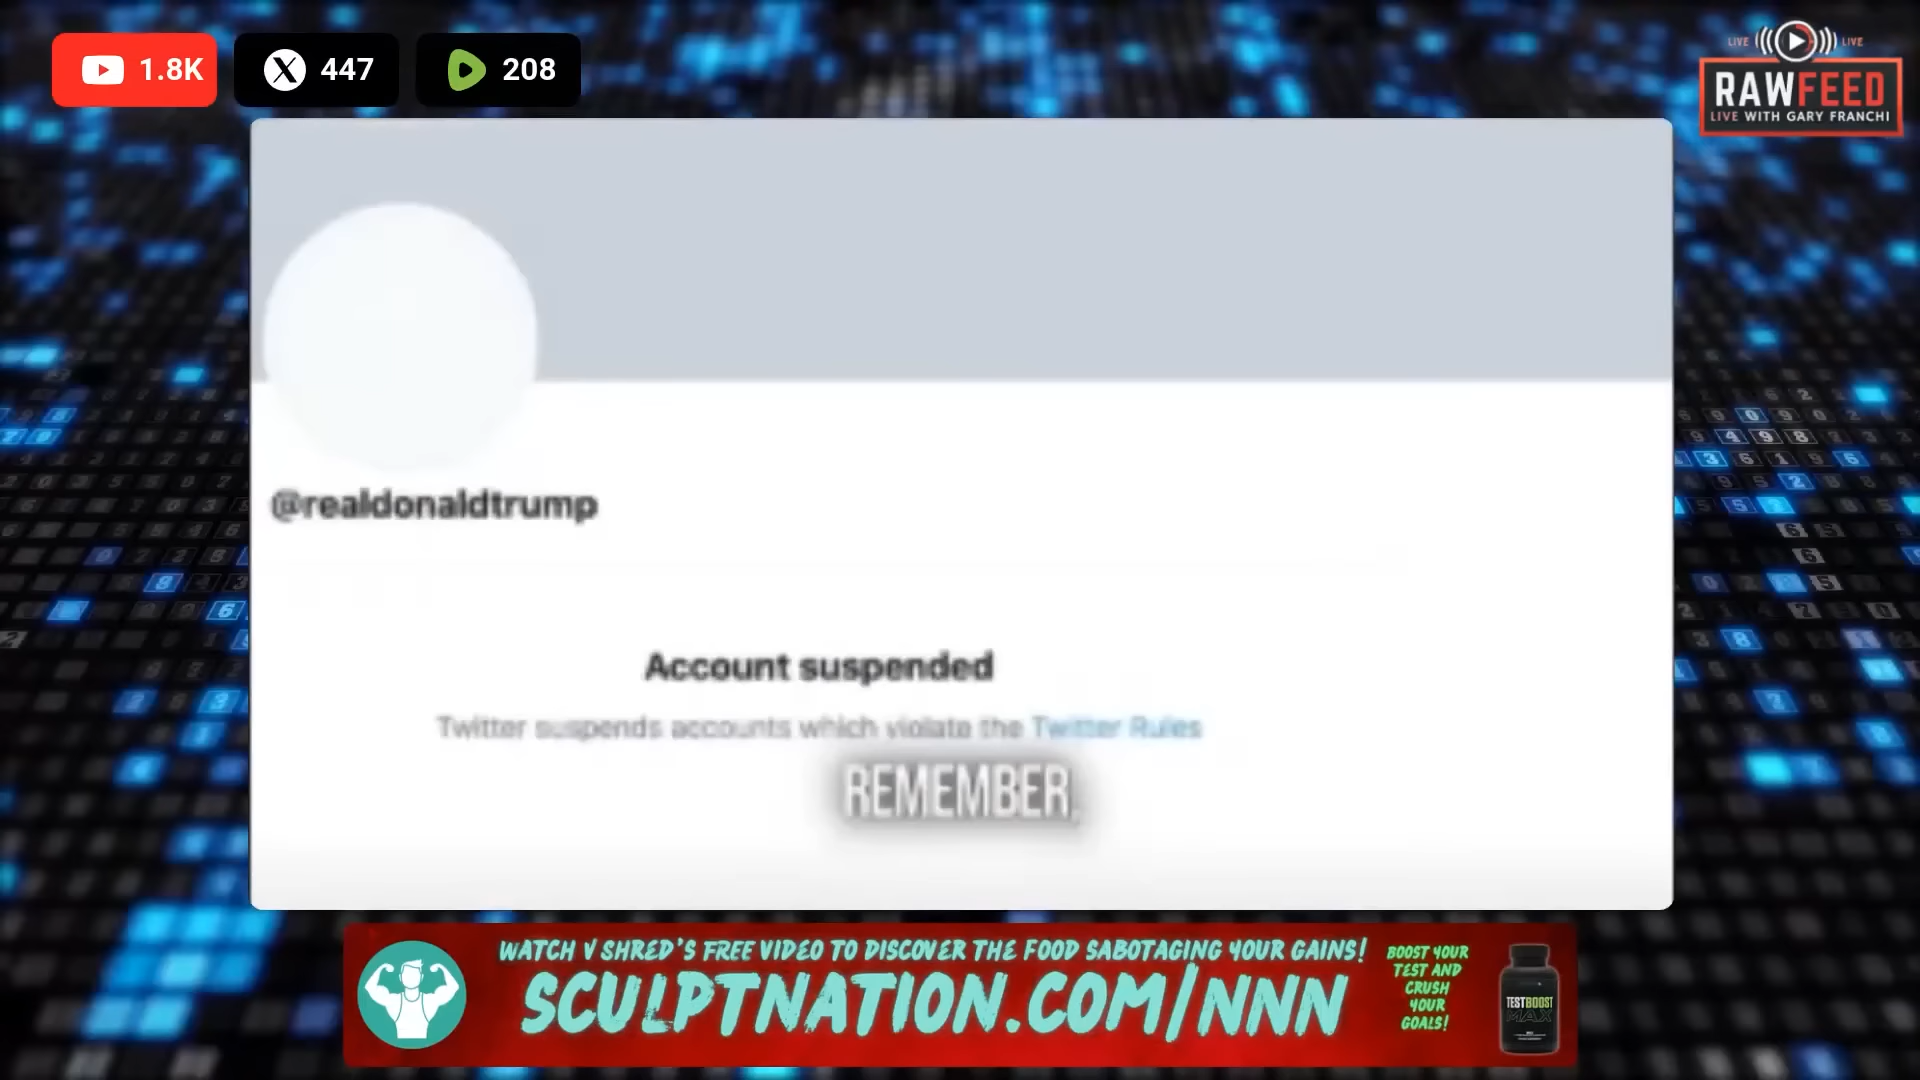 1.8K
447
208
LIVE
LIVE
RAWFEED
LIVE WITH GARY FRANCHI
@realdonaldtrump
Account suspended
Twitter suspends accounts which violate the Twitter Rules
REMEMBER,
WATCH V SHRED'S FREE VIDEO TO DISCOVER THE FOOD SABOTAGING YOUR GAINS!
SCULPTNATION.COM/NNN
BOOST YOUR
TEST AND
CRUSH
YOUR
GOALS!
TESTBOOST
MAX